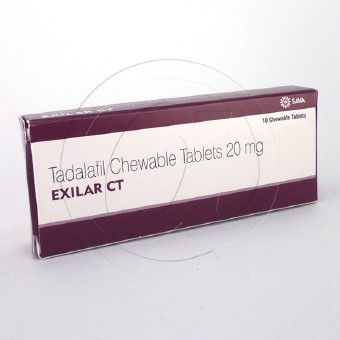 SAVA
10 Chewable Tablets
Tadalafil Chewable Tablets 20 mg
EXILAR CT